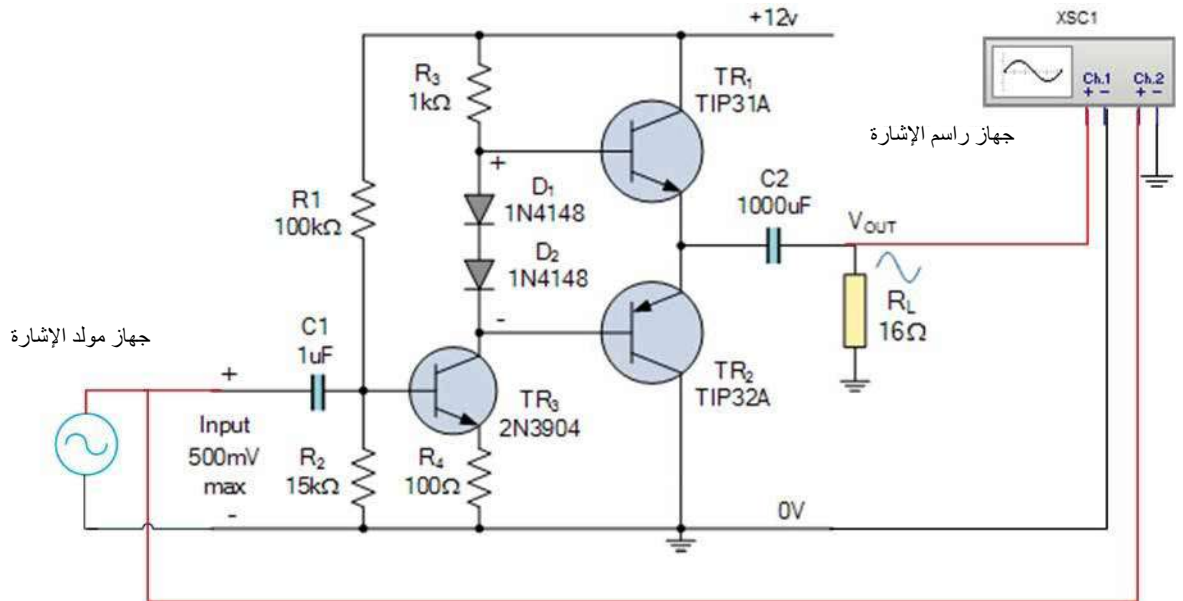 +12v
XSC1
Ch.1
Ch.2
+ −
+ −
جهاز راسم الإشارة
R3
1kΩ
TR1
TIP31A
+
D1
1N4148
R1
100kΩ
D2
1N4148
C2
1000uF
VOUT
RL
16Ω
-
جهاز مولد الإشارة
C1
1uF
+
TR2
TIP32A
TR3
2N3904
Input
500mV
max
R2
15kΩ
R4
100Ω
-
0V